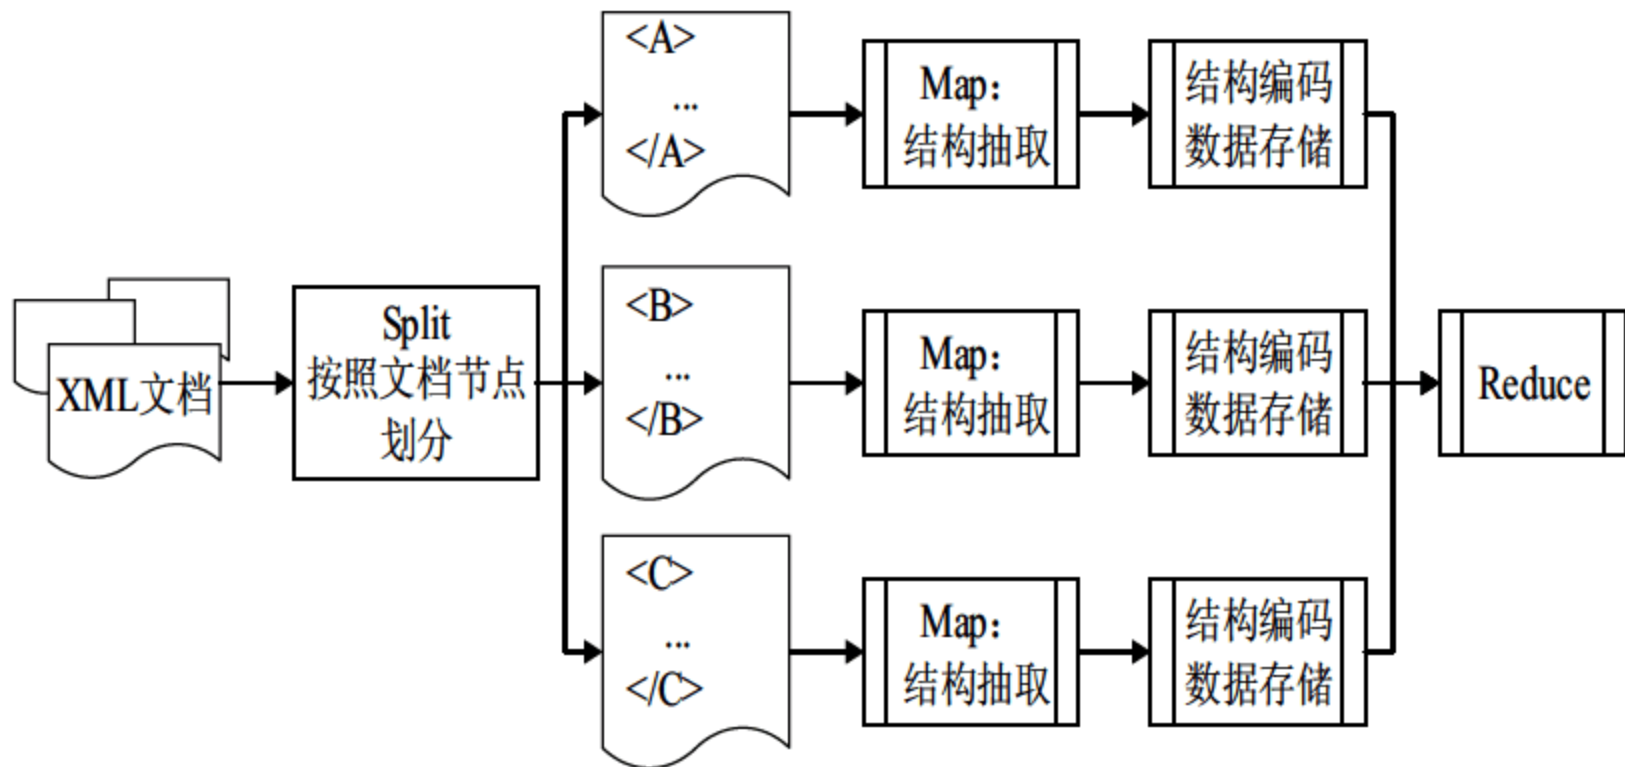 XML文档
Split
按照文档节点
划分
<A>
...
</A>
Map：
结构抽取
结构编码
数据存储
<B>
...
</B>
Map：
结构抽取
结构编码
数据存储
<C>
...
</C>
Map：
结构抽取
结构编码
数据存储
Reduce